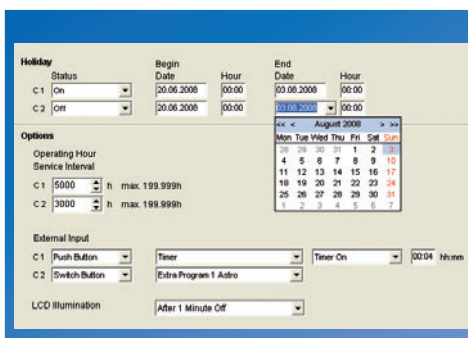 Holiday
Begin End
Status Date Hour Date Hour
C 1 On 20.06.2008 00:00 03.08.2008 00:00
C 2 Off 20.06.2008 00:00 03.08.2008 00:00
<< < August 2008 > >>
Mon Tue Wed Thu Fri Sat Sun
28 29 30 31 1 2 3
4 5 6 7 8 9 10
11 12 13 14 15 16 17
18 19 20 21 22 23 24
25 26 27 28 29 30 31
1 2 3 4 5 6 7
Options
Operating Hour
Service Interval
C 1 5000 h max. 199.999h
C 2 3000 h max. 199.999h
External Input
C 1 Push Button Timer Timer On 00:04 hh:mm
C 2 Switch Button Extra Program 1 Astro
LCD Illumination After 1 Minute Off